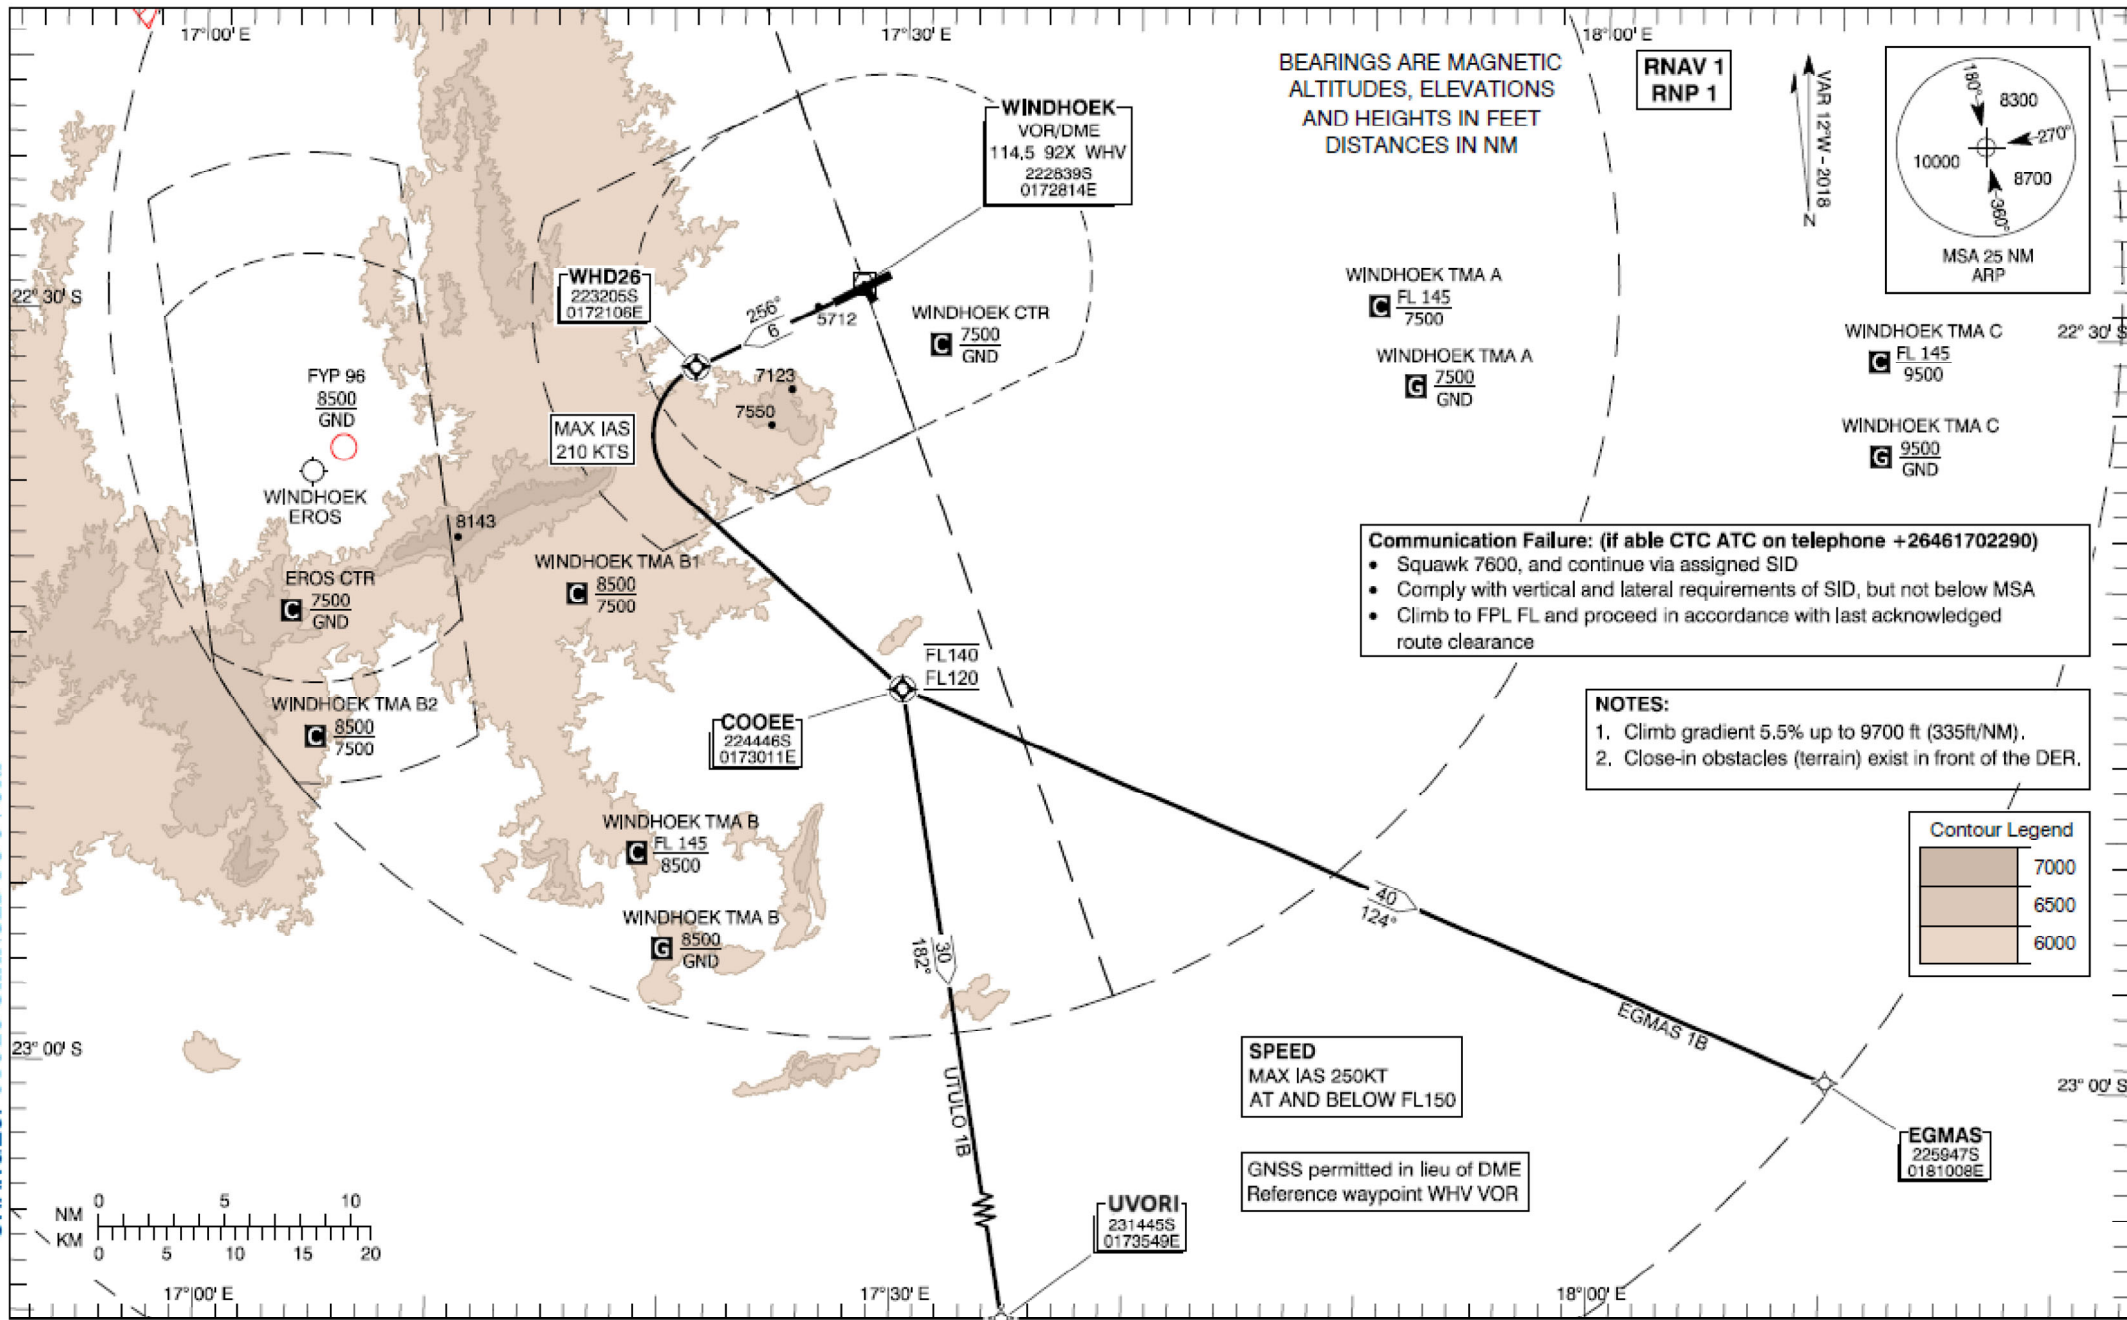 17°00' E
17°30' E
18°00' E
BEARINGS ARE MAGNETIC
ALTITUDES, ELEVATIONS
AND HEIGHTS IN FEET
DISTANCES IN NM
RNAV 1
RNP 1
VAR 12°W - 2018
N
180°
8300
270°
10000
8700
360°
MSA 25 NM
ARP
WINDHOEK
VOR/DME
114.5 92X WHV
222839S
0172814E
WHD26
223205S
0172106E
256°
6
5712
WINDHOEK CTR
C 7500
GND
WINDHOEK TMA A
C FL 145
7500
WINDHOEK TMA A
G 7500
GND
WINDHOEK TMA C
C FL 145
9500
WINDHOEK TMA C
G 9500
GND
22° 30' S
22° 30' S
FYP 96
8500
GND
7123
7550
MAX IAS
210 KTS
WINDHOEK
EROS
8143
EROS CTR
C 7500
GND
WINDHOEK TMA B1
C 8500
7500
Communication Failure: (if able CTC ATC on telephone +26461702290)
• Squawk 7600, and continue via assigned SID
• Comply with vertical and lateral requirements of SID, but not below MSA
• Climb to FPL FL and proceed in accordance with last acknowledged
route clearance
FL140
FL120
WINDHOEK TMA B2
C 8500
7500
COOEE
224446S
0173011E
NOTES:
1. Climb gradient 5.5% up to 9700 ft (335ft/NM).
2. Close-in obstacles (terrain) exist in front of the DER.
WINDHOEK TMA B
C FL 145
8500
WINDHOEK TMA B
G 8500
GND
Contour Legend
7000
6500
6000
40
124°
30
182°
EGMAS 1B
UTULO 1B
23° 00' S
23° 00' S
SPEED
MAX IAS 250KT
AT AND BELOW FL150
EGMAS
225947S
0181008E
GNSS permitted in lieu of DME
Reference waypoint WHV VOR
UVORI
231445S
0173549E
NM
0 5 10
KM
0 5 10 15 20
17°00' E
17°30' E
18°00' E